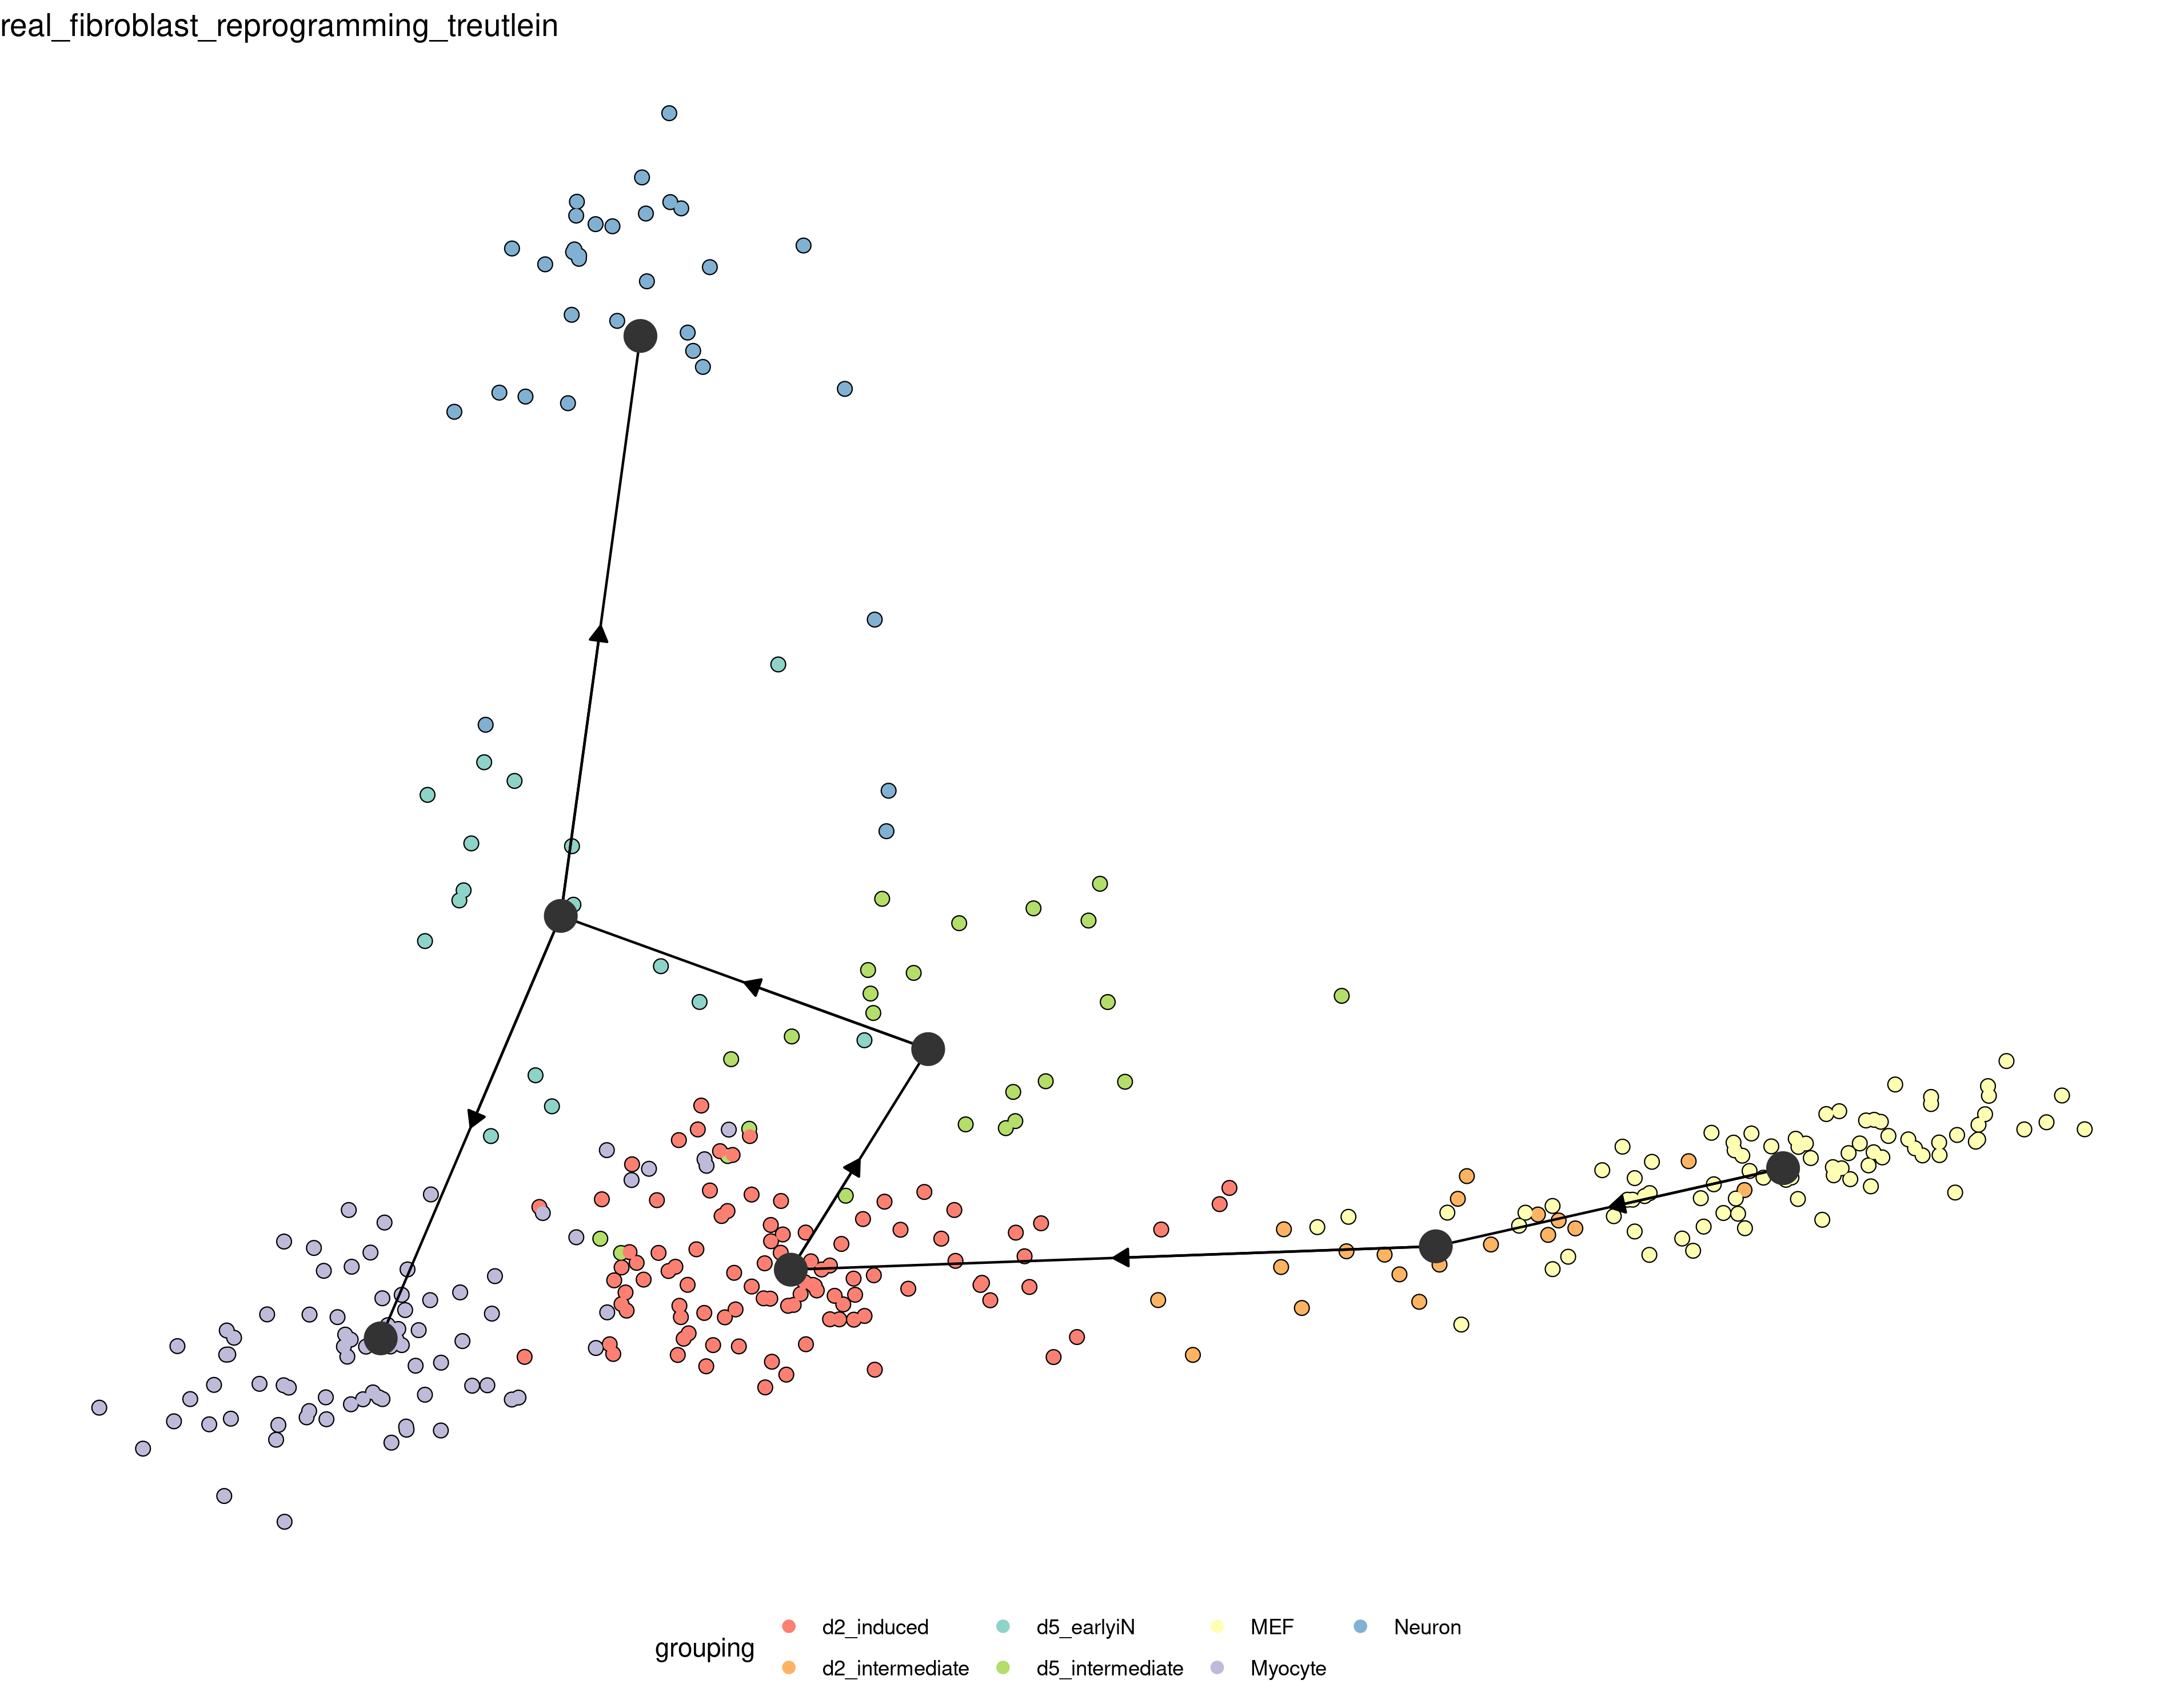 real_fibroblast_reprogramming_treutlein
grouping
d2_induced d5_earlyiN MEF Neuron
d2_intermediate d5_intermediate Myocyte